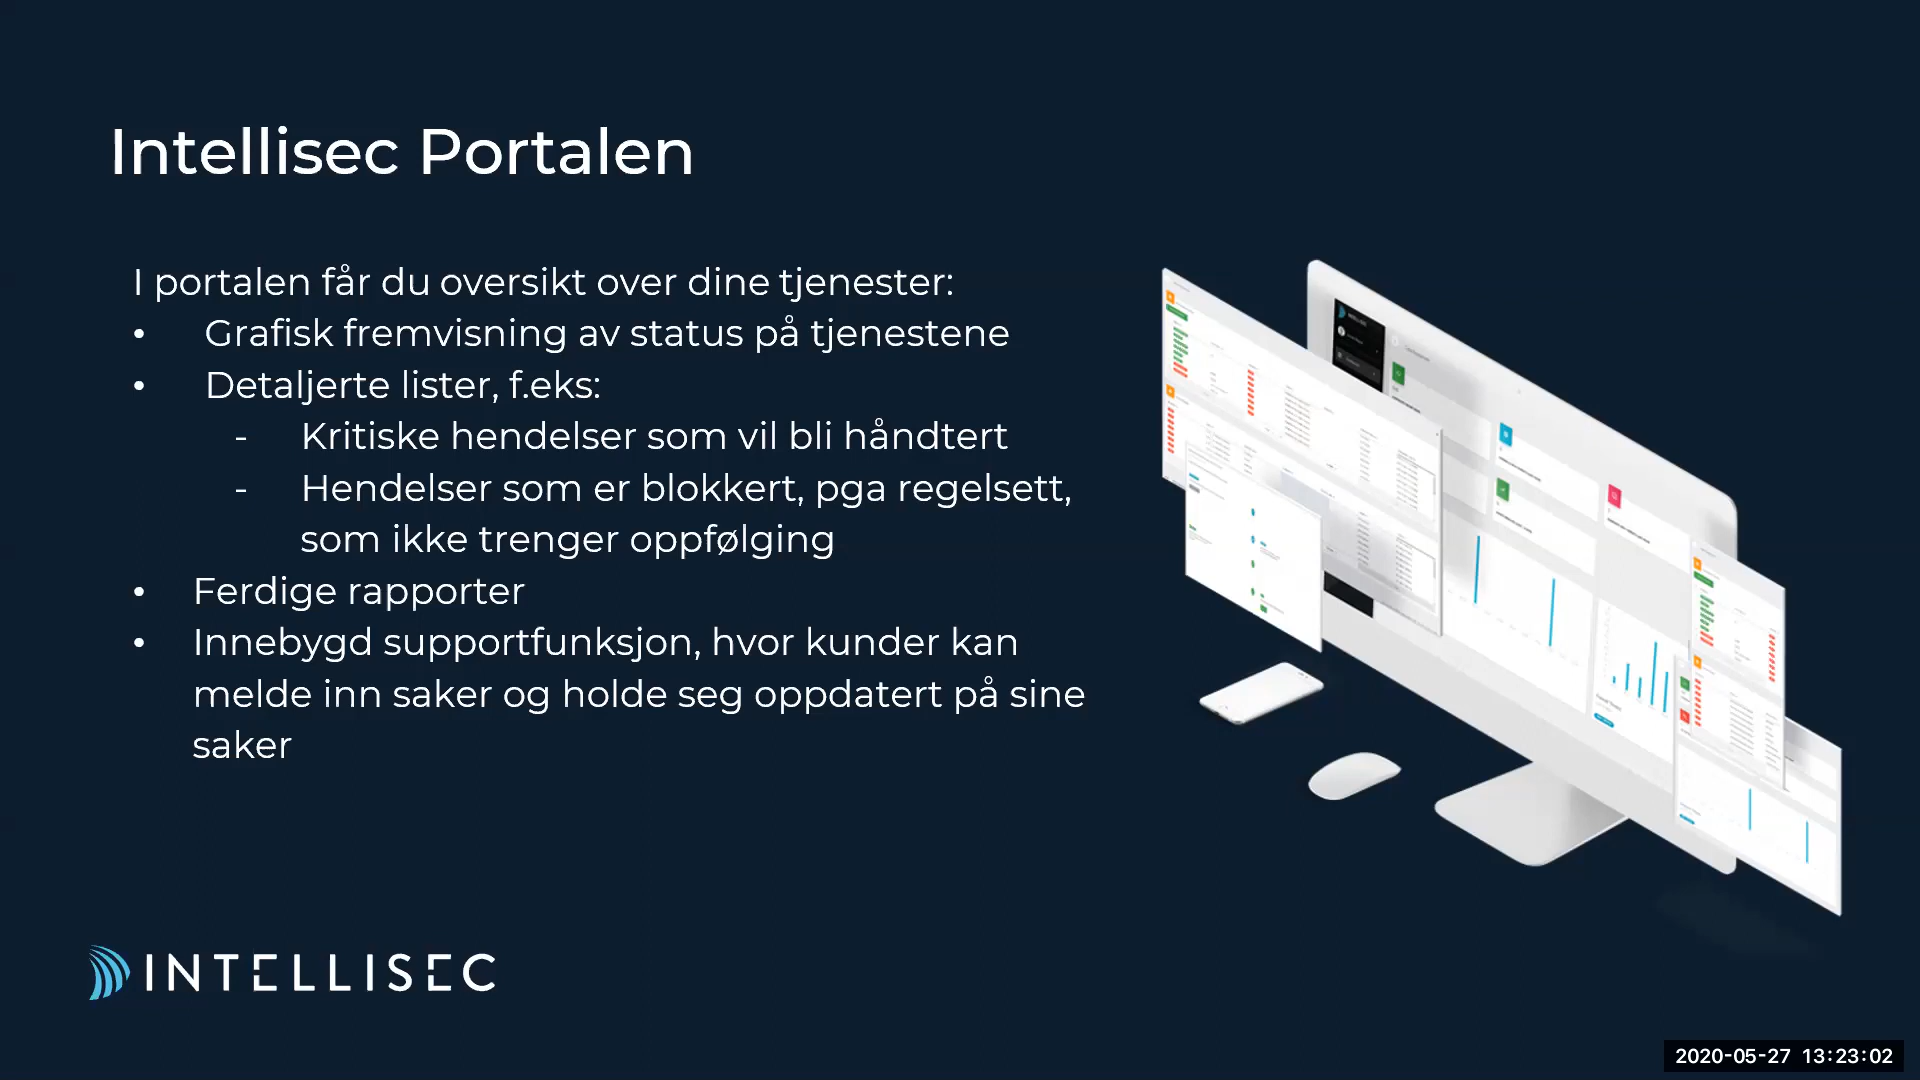 Intellisec Portalen
I portalen får du oversikt over dine tjenester:
• Grafisk fremvisning av status på tjenestene
• Detaljerte lister, f.eks:
- Kritiske hendelser som vil bli håndtert
- Hendelser som er blokkert, pga regelsett,
som ikke trenger oppfølging
• Ferdige rapporter
• Innebygd supportfunksjon, hvor kunder kan
melde inn saker og holde seg oppdatert på sine
saker
INTELLISEC
2020-05-27 13:23:02